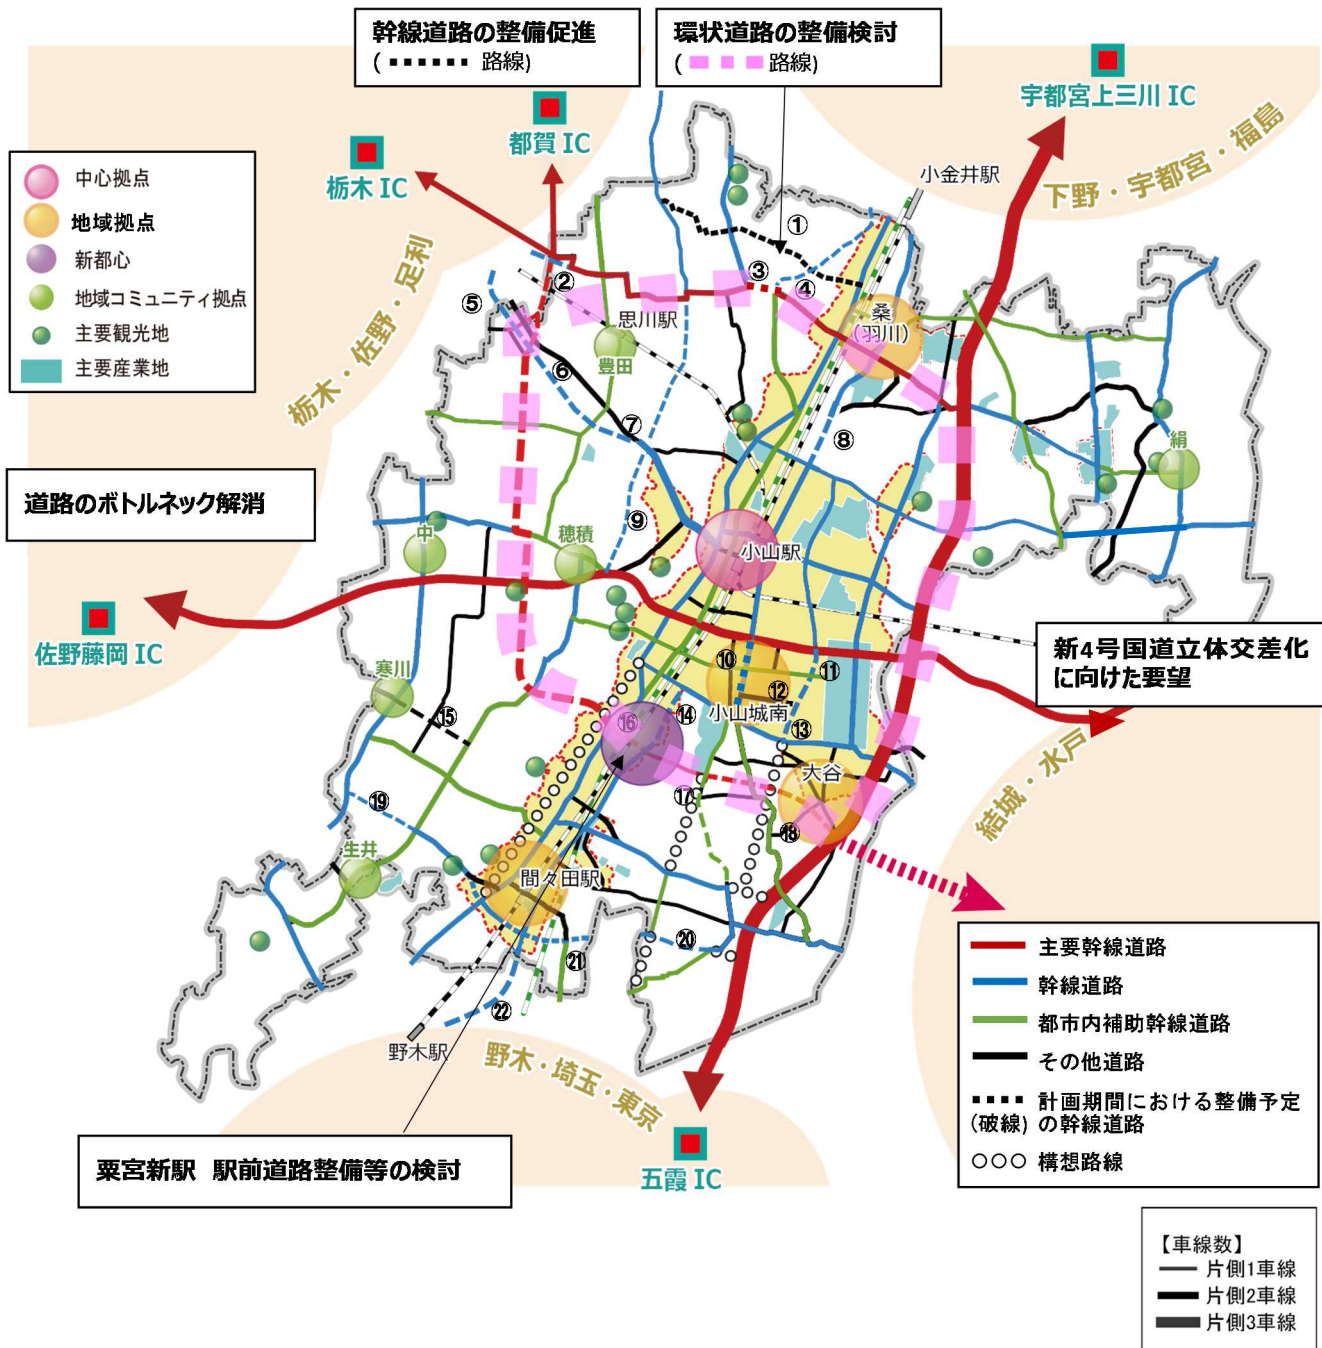 幹線道路の整備促進
(▪▪▪▪▪▪▪ 路線)
環状道路の整備検討
( 路線)
宇都宮上三川 IC
都賀 IC
栃木 IC
小金井駅
下野・宇都宮・福島
中心拠点
地域拠点
新都心
地域コミュニティ拠点
主要観光地
主要産業地
栃木・佐野・足利
①
②
③
④
⑤
思川駅
桑
(羽川)
豊田
⑥
⑦
⑧
絹
道路のボトルネック解消
⑨
中
穂積
小山駅
佐野藤岡 IC
新4号国道立体交差化
に向けた要望
寒川
⑩
⑪
⑫
小山城南
⑬
⑭
⑮
⑯
大谷
⑰
⑱
⑲
結城・水戸
生井
間々田駅
⑳
㉑
㉒
野木駅
野木・埼玉・東京
粟宮新駅 駅前道路整備等の検討
五霞 IC
主要幹線道路
幹線道路
都市内補助幹線道路
その他道路
計画期間における整備予定
(破線) の幹線道路
○○○ 構想路線
【車線数】
片側1車線
片側2車線
片側3車線